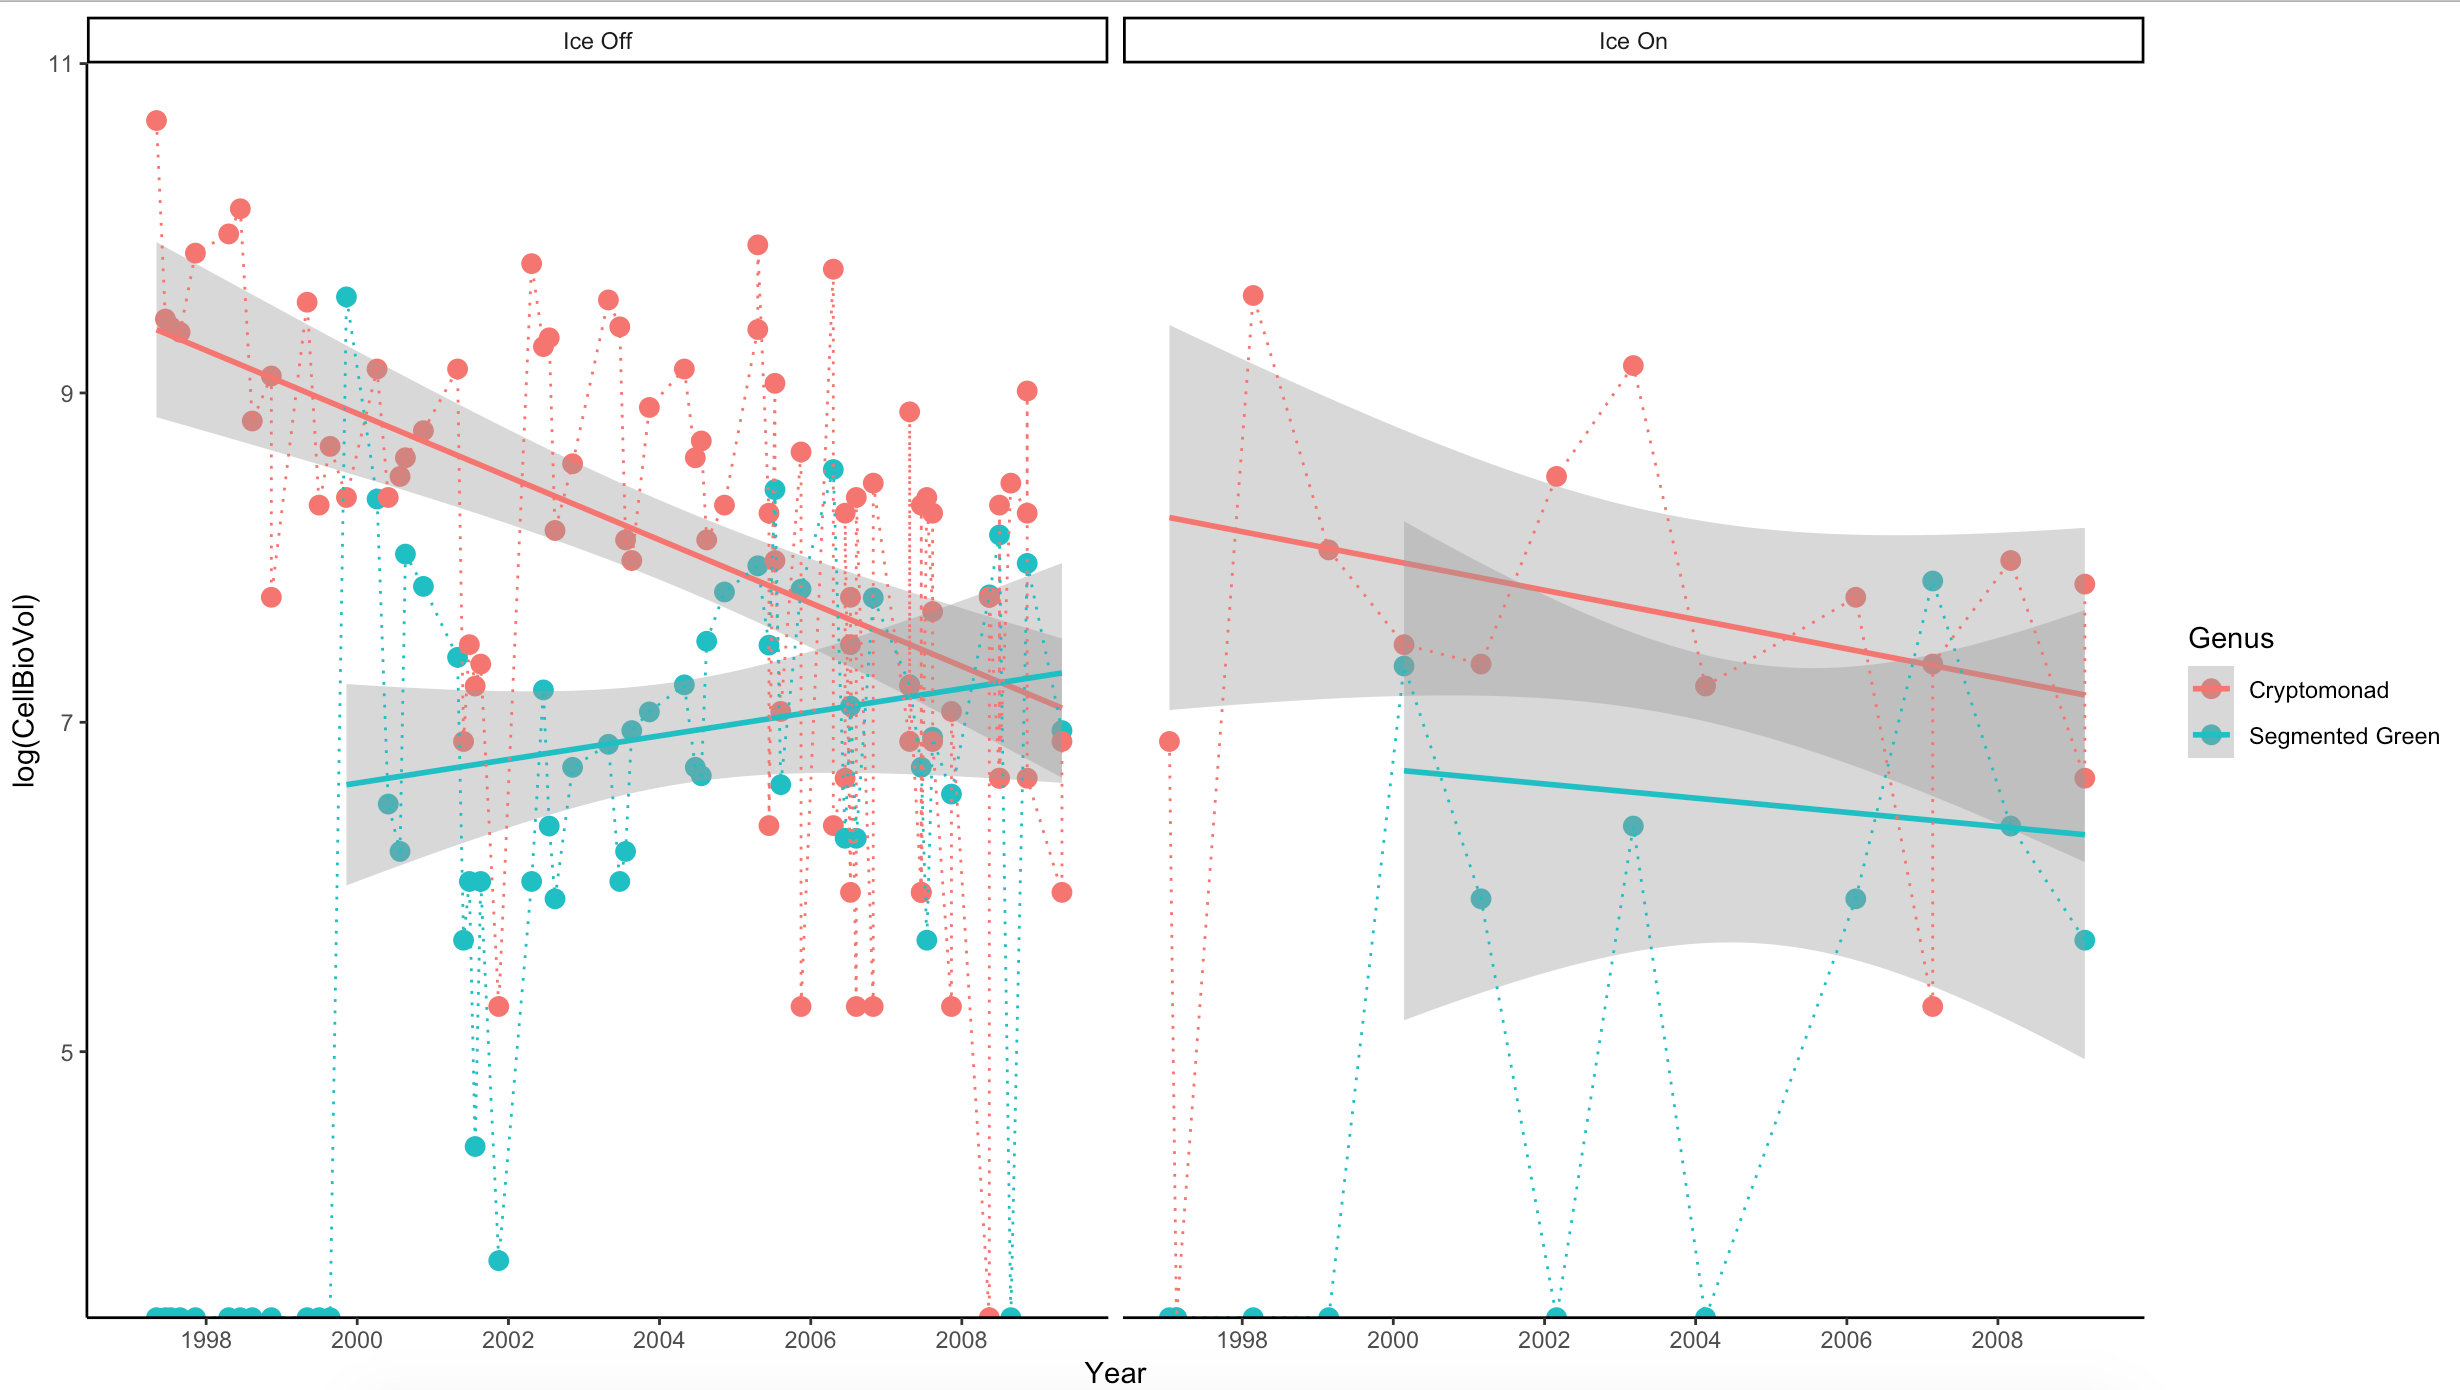 Ice Off
Ice On
11
9
7
5
log(CellBioVol)
1998 2000 2002 2004 2006 2008
1998 2000 2002 2004 2006 2008
Year
Genus
Cryptomonad
Segmented Green